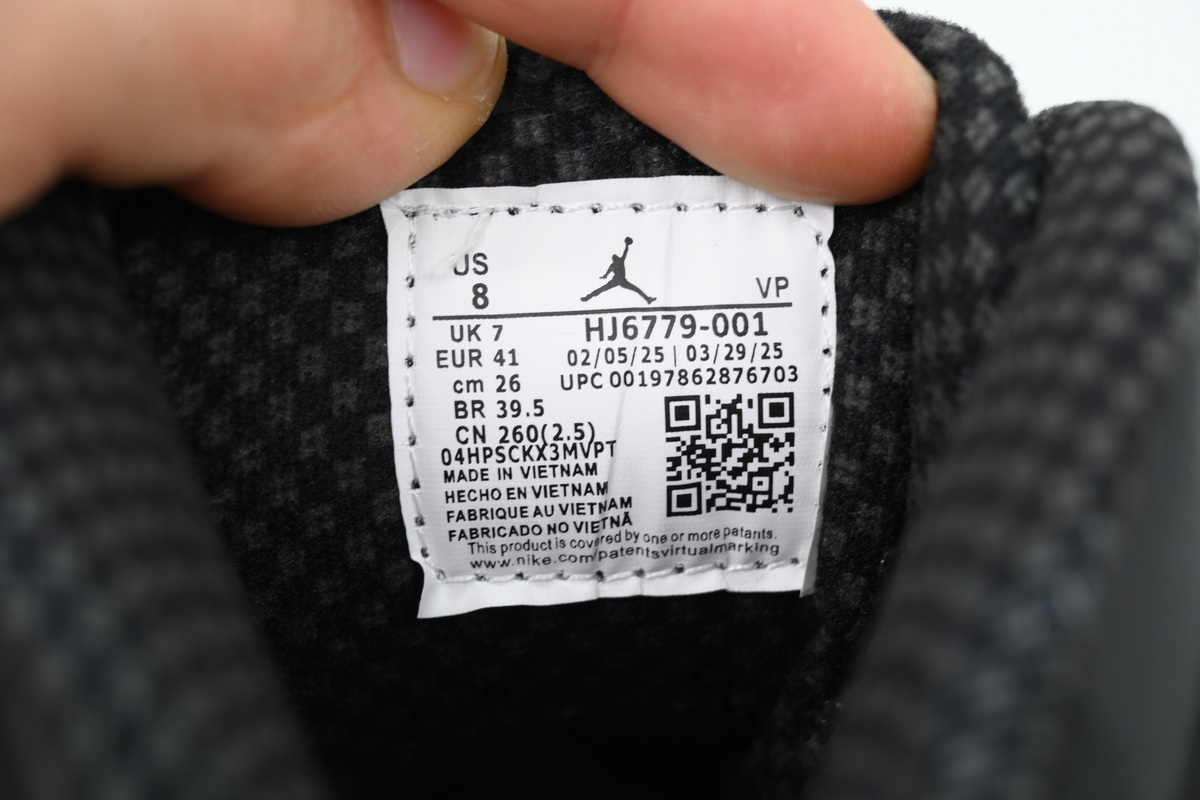 US
8
VP
UK 7
EUR 41
cm 26
BR 39.5
CN 260(2.5)
HJ6779-001
02/05/25 | 03/29/25
UPC 00197862876703
04HPSCKX3MVPT
MADE IN VIETNAM
HECHO EN VIETNAM
FABRIQUE AU VIETNAM
FABRICADO NO VIETNÃ
This product is covered by one or more patants.
www.nike.com/patentsvirtualmarking